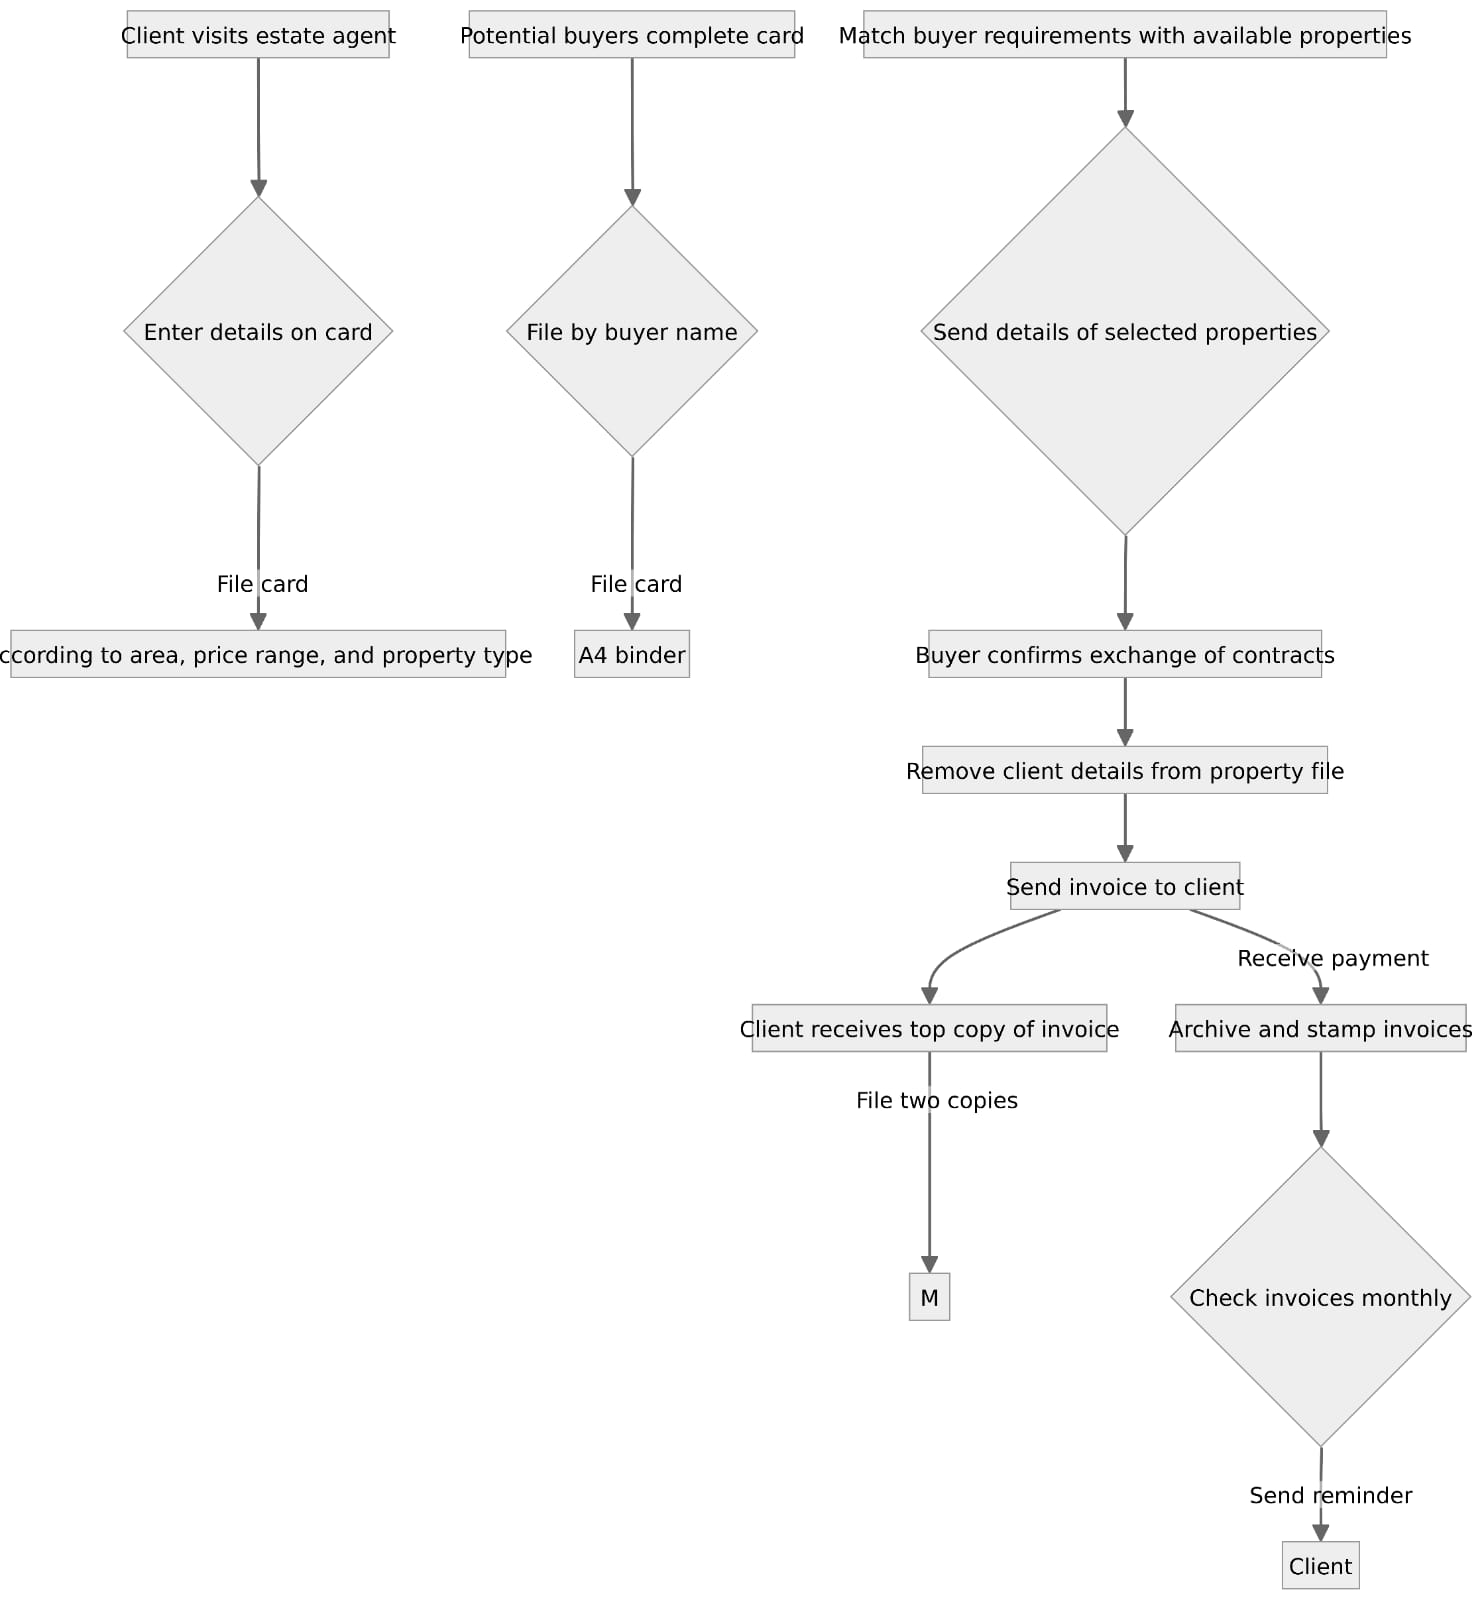 Client visits estate agent
Potential buyers complete card
Match buyer requirements with available properties
Enter details on card
File by buyer name
Send details of selected properties
File card
File card
ccording to area, price range, and property type
A4 binder
Buyer confirms exchange of contracts
Remove client details from property file
Send invoice to client
Receive payment
Client receives top copy of invoice
Archive and stamp invoices
File two copies
M
Check invoices monthly
Send reminder
Client